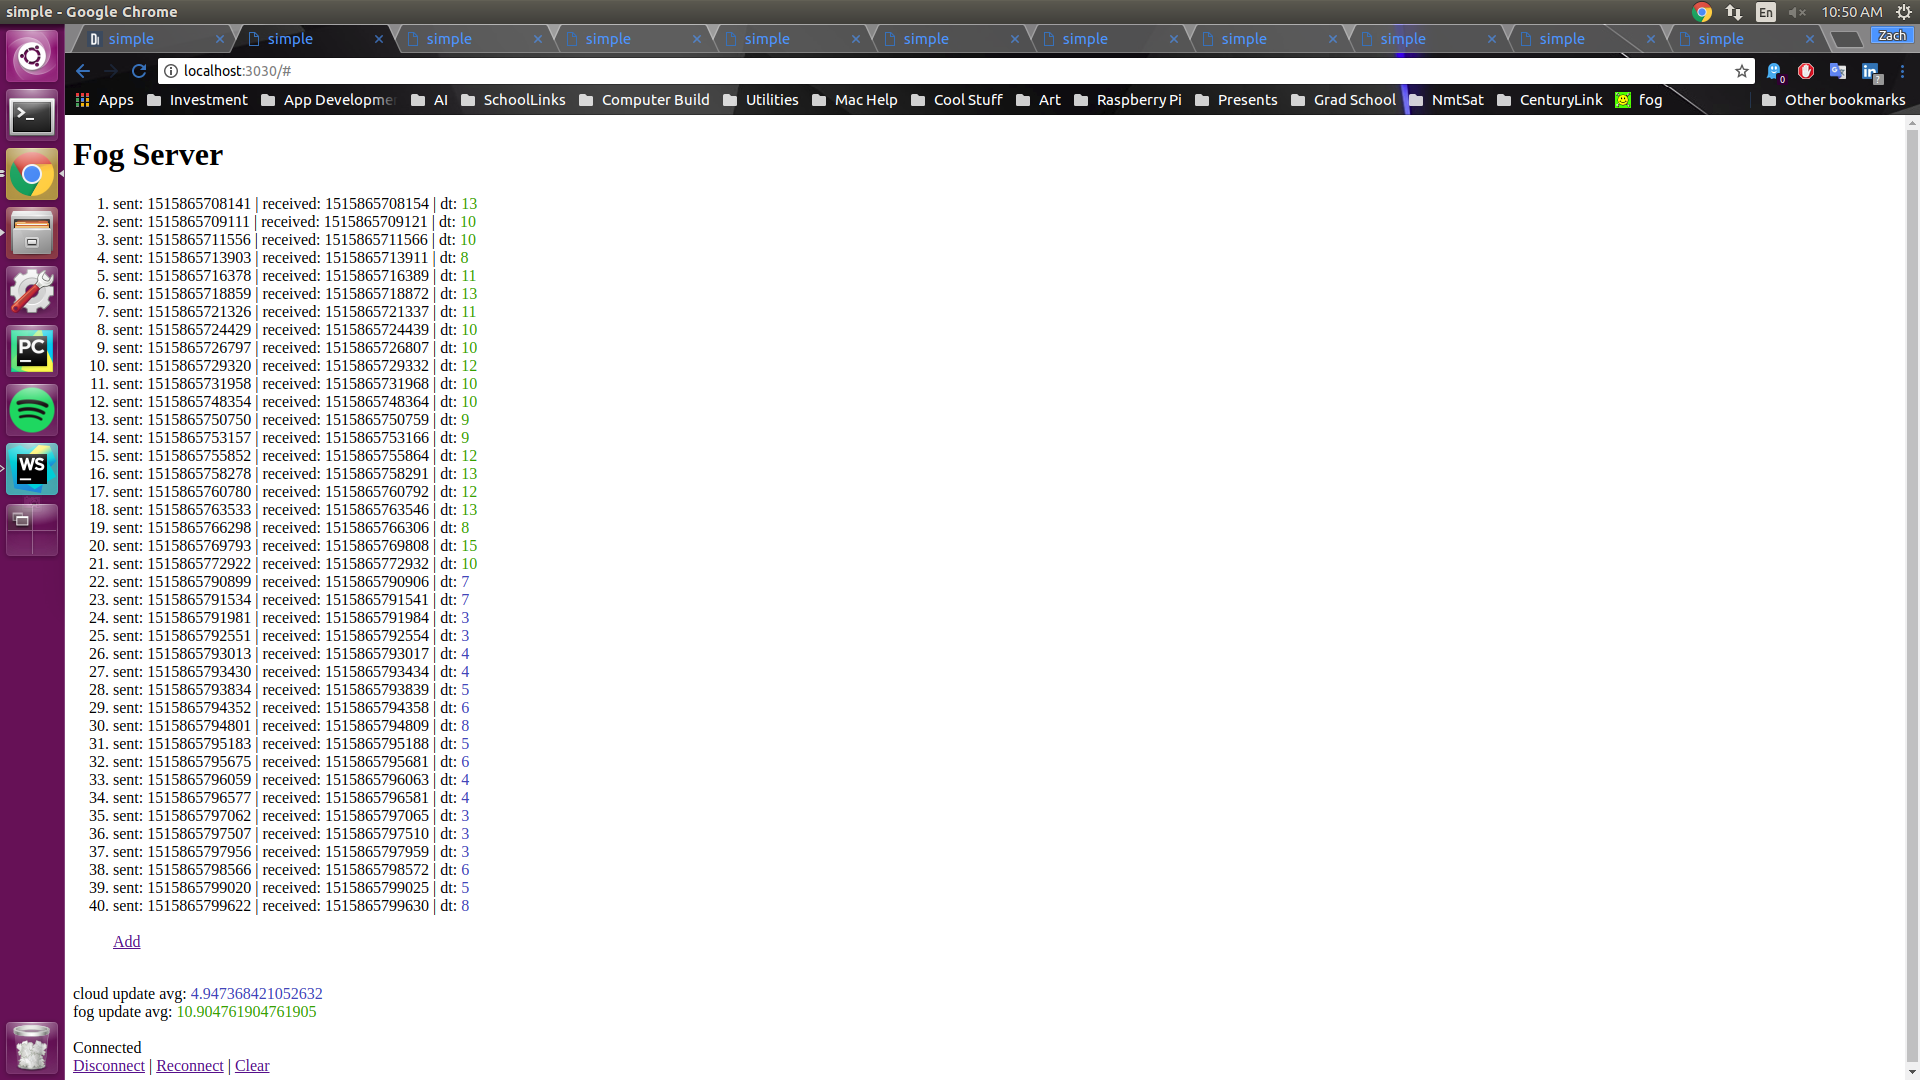 simple - Google Chrome
En
10:50 AM
simple simple simple simple simple simple simple simple simple simple simple
Zach
localhost:3030/#
Apps Investment App Developme AI SchoolLinks Computer Build Utilities Mac Help Cool Stuff Art Raspberry Pi Presents Grad School NmtSat CenturyLink fog Other bookmarks
Fog Server
1. sent: 1515865708141 | received: 1515865708154 | dt: 13
2. sent: 1515865709111 | received: 1515865709121 | dt: 10
3. sent: 1515865711556 | received: 1515865711566 | dt: 10
4. sent: 1515865713903 | received: 1515865713911 | dt: 8
5. sent: 1515865716378 | received: 1515865716389 | dt: 11
6. sent: 1515865718859 | received: 1515865718872 | dt: 13
7. sent: 1515865721326 | received: 1515865721337 | dt: 11
8. sent: 1515865724429 | received: 1515865724439 | dt: 10
9. sent: 1515865726797 | received: 1515865726807 | dt: 10
10. sent: 1515865729320 | received: 1515865729332 | dt: 12
11. sent: 1515865731958 | received: 1515865731968 | dt: 10
12. sent: 1515865748354 | received: 1515865748364 | dt: 10
13. sent: 1515865750750 | received: 1515865750759 | dt: 9
14. sent: 1515865753157 | received: 1515865753166 | dt: 9
15. sent: 1515865755852 | received: 1515865755864 | dt: 12
16. sent: 1515865758278 | received: 1515865758291 | dt: 13
17. sent: 1515865760780 | received: 1515865760792 | dt: 12
18. sent: 1515865763533 | received: 1515865763546 | dt: 13
19. sent: 1515865766298 | received: 1515865766306 | dt: 8
20. sent: 1515865769793 | received: 1515865769808 | dt: 15
21. sent: 1515865772922 | received: 1515865772932 | dt: 10
22. sent: 1515865790899 | received: 1515865790906 | dt: 7
23. sent: 1515865791534 | received: 1515865791541 | dt: 7
24. sent: 1515865791981 | received: 1515865791984 | dt: 3
25. sent: 1515865792551 | received: 1515865792554 | dt: 3
26. sent: 1515865793013 | received: 1515865793017 | dt: 4
27. sent: 1515865793430 | received: 1515865793434 | dt: 4
28. sent: 1515865793834 | received: 1515865793839 | dt: 5
29. sent: 1515865794352 | received: 1515865794358 | dt: 6
30. sent: 1515865794801 | received: 1515865794809 | dt: 8
31. sent: 1515865795183 | received: 1515865795188 | dt: 5
32. sent: 1515865795675 | received: 1515865795681 | dt: 6
33. sent: 1515865796059 | received: 1515865796063 | dt: 4
34. sent: 1515865796577 | received: 1515865796581 | dt: 4
35. sent: 1515865797062 | received: 1515865797065 | dt: 3
36. sent: 1515865797507 | received: 1515865797510 | dt: 3
37. sent: 1515865797956 | received: 1515865797959 | dt: 3
38. sent: 1515865798566 | received: 1515865798572 | dt: 6
39. sent: 1515865799020 | received: 1515865799025 | dt: 5
40. sent: 1515865799622 | received: 1515865799630 | dt: 8
Add
cloud update avg: 4.947368421052632
fog update avg: 10.904761904761905
Connected
Disconnect | Reconnect | Clear
PC
WS